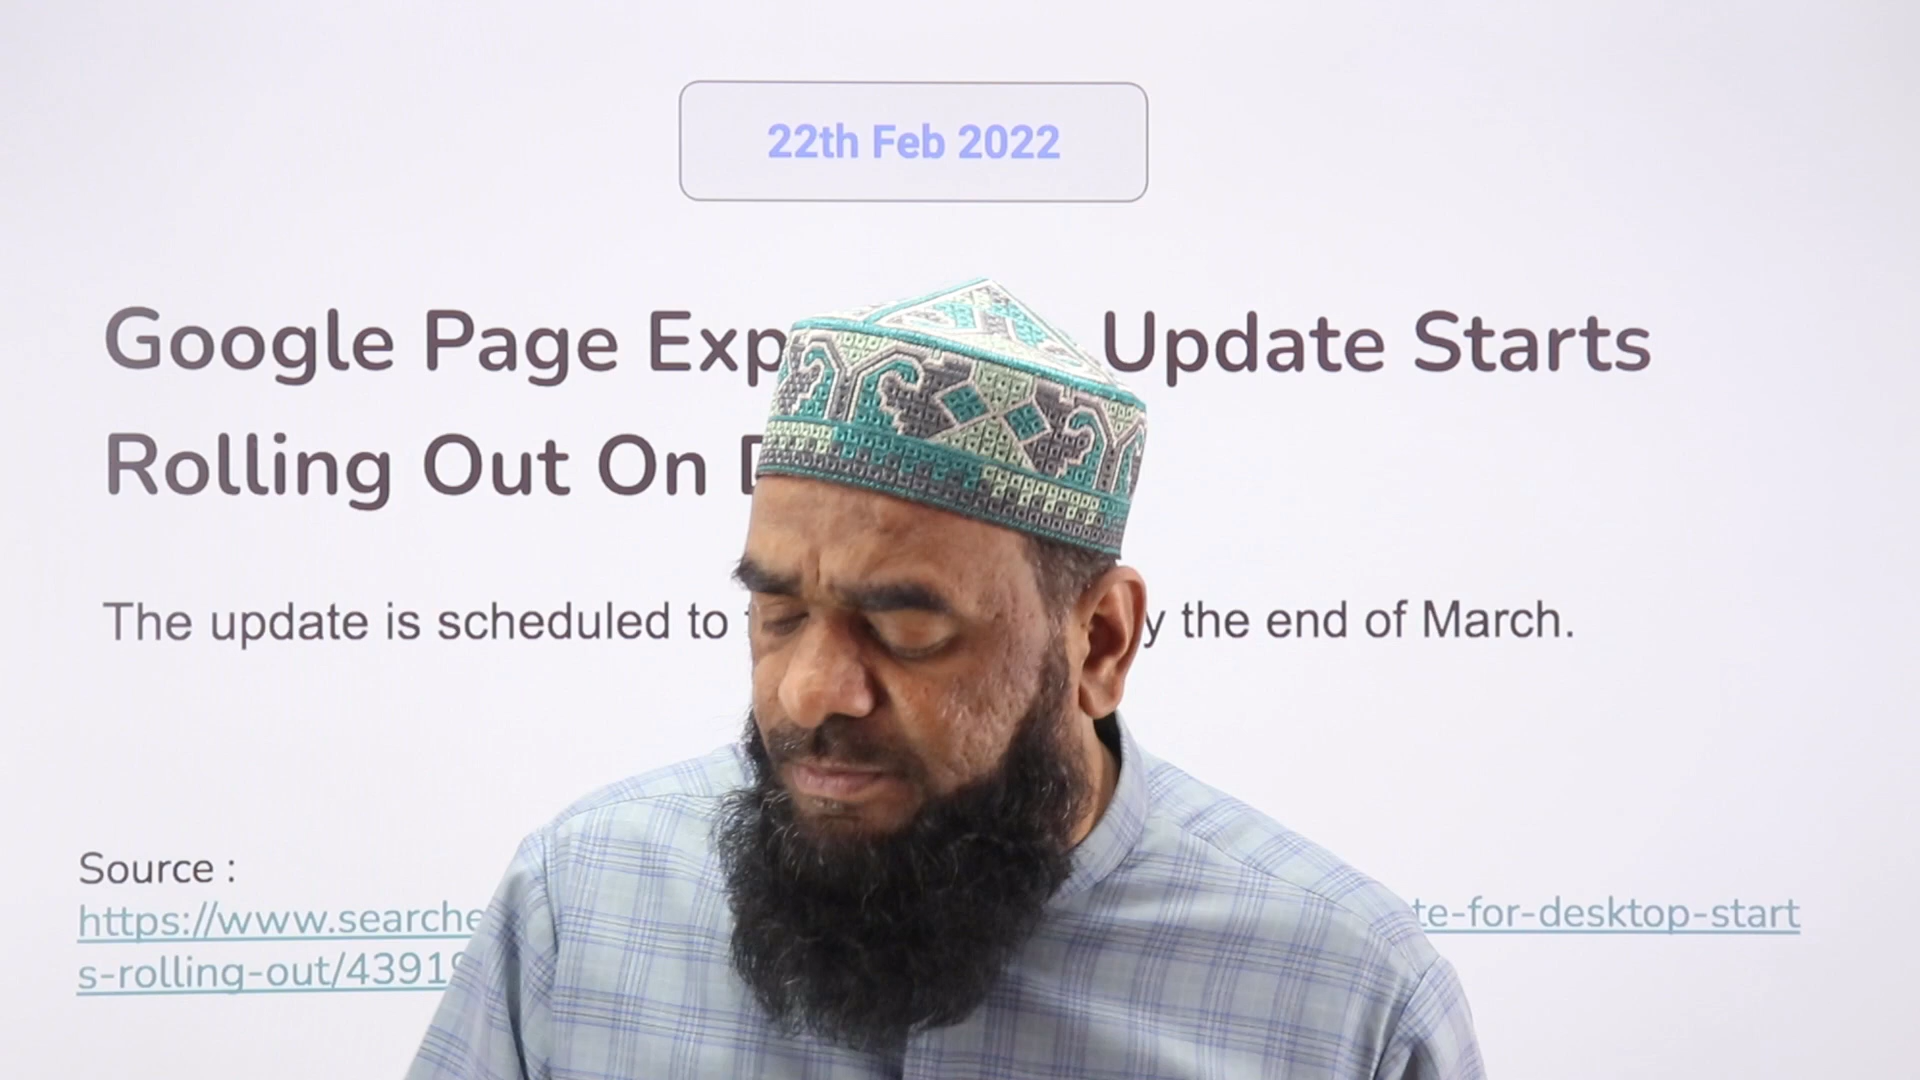 22th Feb 2022
Google Page Update Starts
Rolling Out On
The update is scheduled to the end of March.
Source :
https://www.searche te-for-desktop-start
s-rolling-out/4391